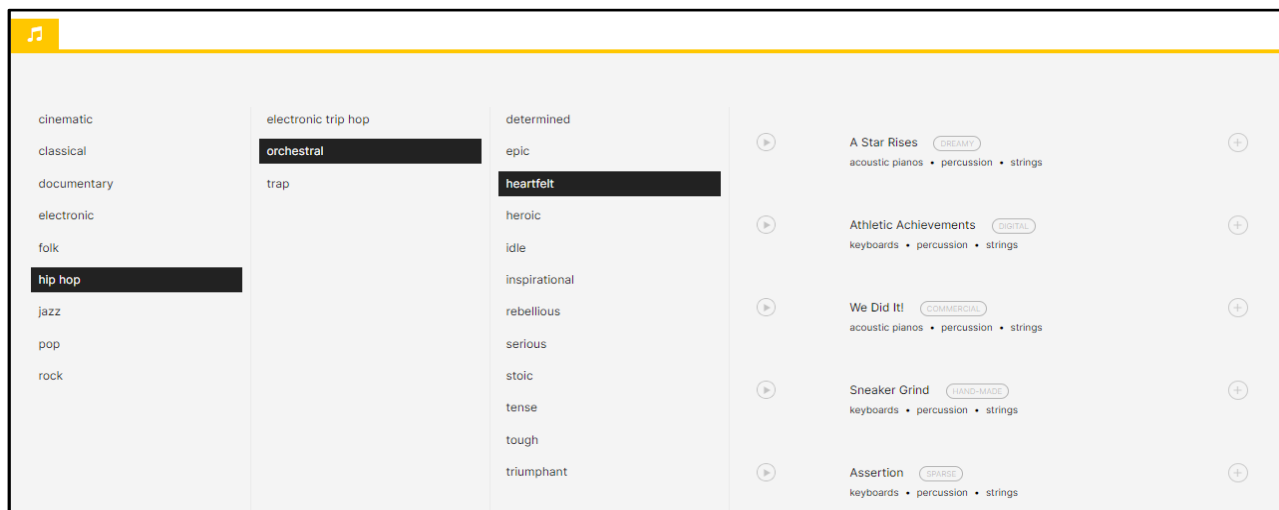 cinematic
classical
documentary
electronic
folk
hip hop
jazz
pop
rock
electronic trip hop
orchestral
trap
determined
epic
heartfelt
heroic
idle
inspirational
rebellious
serious
stoic
tense
tough
triumphant
A Star Rises DREAMY
acoustic pianos • percussion • strings
Athletic Achievements DIGITAL
keyboards • percussion • strings
We Did It! COMMERCIAL
acoustic pianos • percussion • strings
Sneaker Grind HAND-MADE
keyboards • percussion • strings
Assertion SPARSE
keyboards • percussion • strings